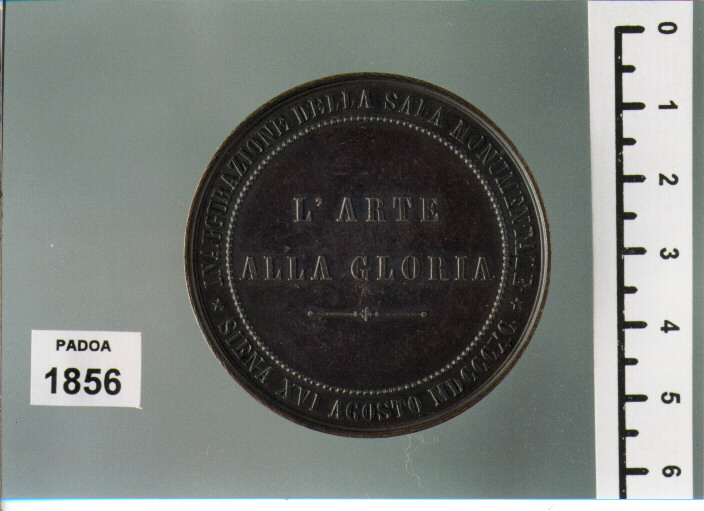 INAUGURAZIONE DELLA SALA MONUMENTALE
L'ARTE
ALLA GLORIA
* SIENA XVI AGOSTO MDCCCXC *
PADOA
1856
0
1
2
3
4
5
6